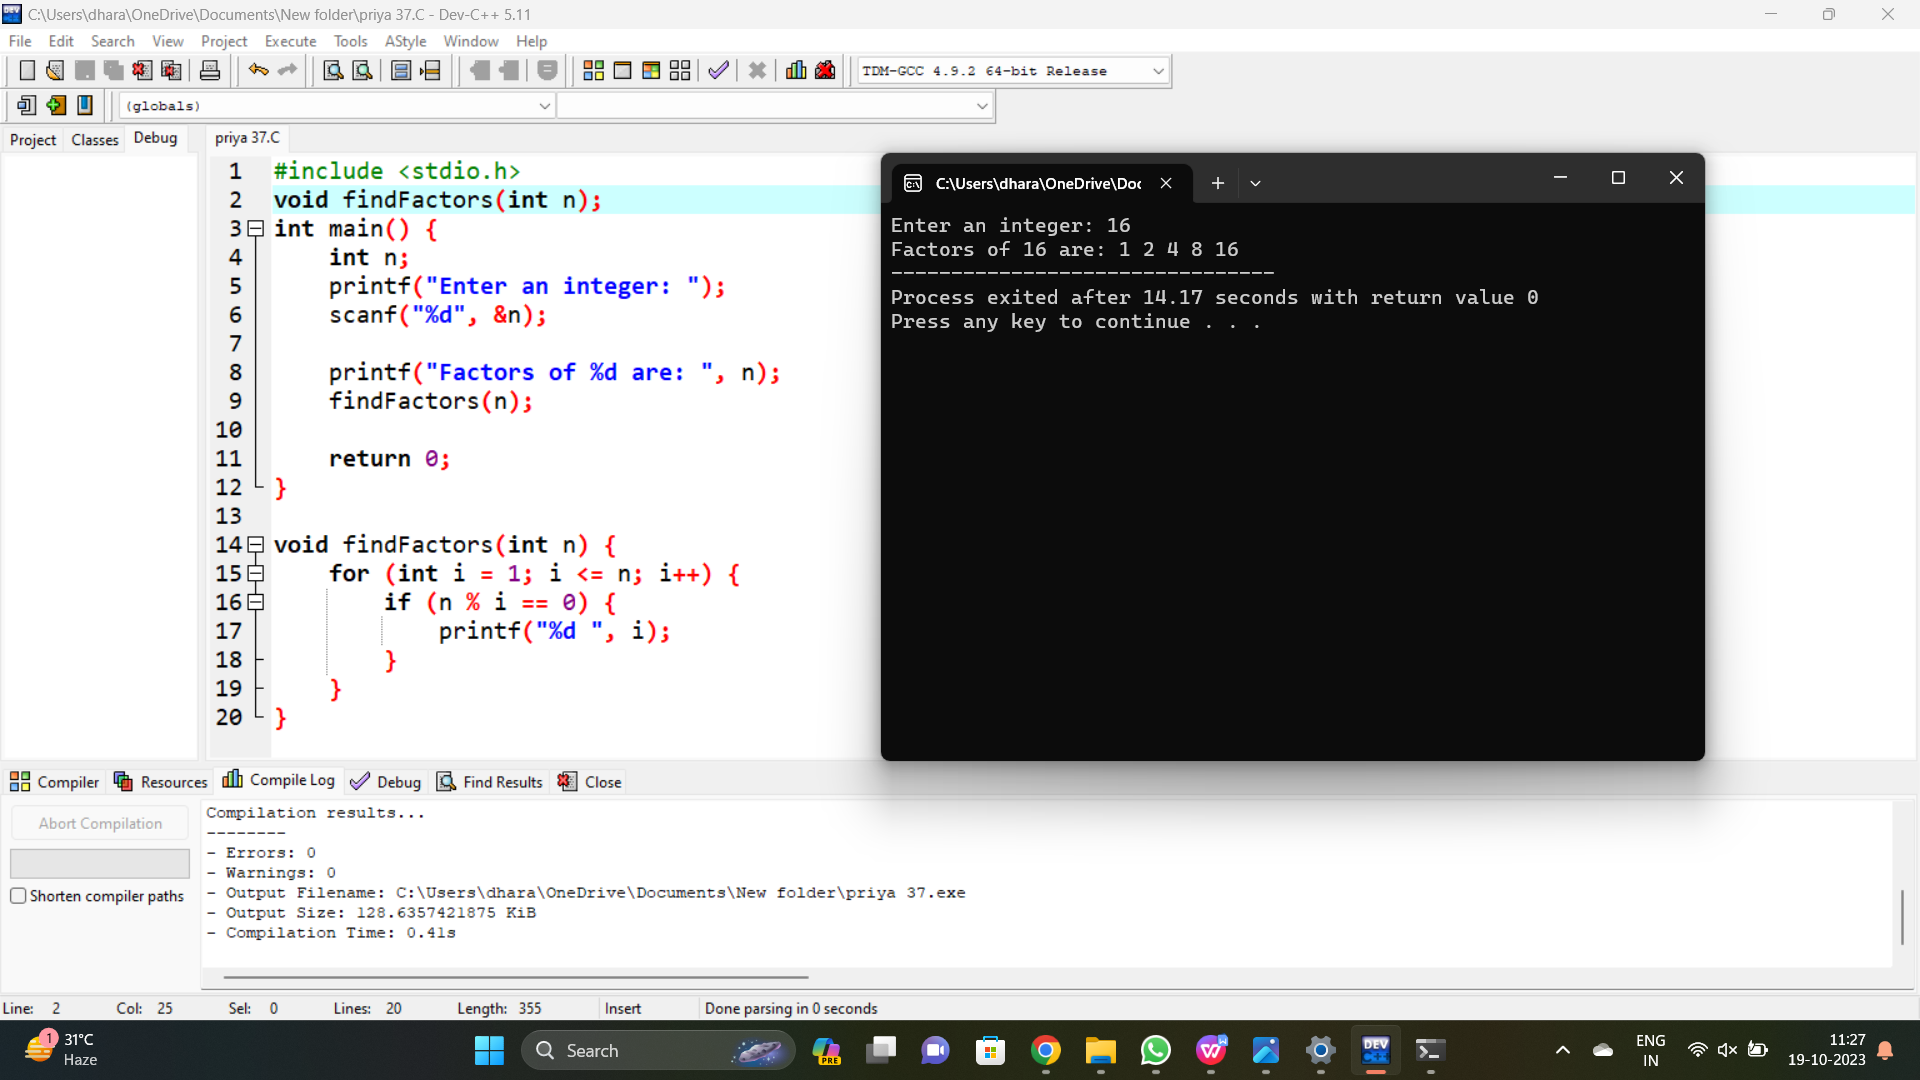 C:\Users\dhara\OneDrive\Documents\New folder\priya 37.C - Dev-C++ 5.11
File Edit Search View Project Execute Tools AStyle Window Help
TDM-GCC 4.9.2 64-bit Release
(globals)
Project Classes Debug
priya 37.C
1 #include <stdio.h>
2 void findFactors(int n);
3 int main() {
4 int n;
5 printf("Enter an integer: ");
6 scanf("%d", &n);
7
8 printf("Factors of %d are: ", n);
9 findFactors(n);
10
11 return 0;
12 }
13
14 void findFactors(int n) {
15 for (int i = 1; i <= n; i++) {
16 if (n % i == 0) {
17 printf("%d ", i);
18 }
19 }
20 }
C:\Users\dhara\OneDrive\Doc
Enter an integer: 16
Factors of 16 are: 1 2 4 8 16
--------------------------------
Process exited after 14.17 seconds with return value 0
Press any key to continue . . .
Compiler Resources Compile Log Debug Find Results Close
Abort Compilation
Shorten compiler paths
Compilation results...
--------
- Errors: 0
- Warnings: 0
- Output Filename: C:\Users\dhara\OneDrive\Documents\New folder\priya 37.exe
- Output Size: 128.6357421875 KiB
- Compilation Time: 0.41s
Line: 2 Col: 25 Sel: 0 Lines: 20 Length: 355 Insert Done parsing in 0 seconds
1
31°C
Haze
Search
PRE
DEV
C++
ENG
IN
11:27
19-10-2023